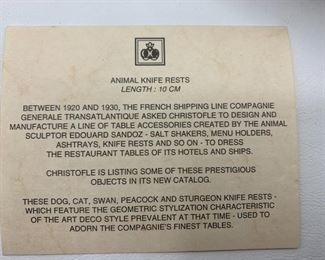 ANIMAL KNIFE RESTS
LENGTH : 10 CM
BETWEEN 1920 AND 1930, THE FRENCH SHIPPING LINE COMPAGNIE
GENERALE TRANSATLANTIQUE ASKED CHRISTOFLE TO DESIGN AND
MANUFACTURE A LINE OF TABLE ACCESSORIES CREATED BY THE ANIMAL
SCULPTOR EDOUARD SANDOZ - SALT SHAKERS, MENU HOLDERS,
ASHTRAYS, KNIFE RESTS AND SO ON - TO DRESS
THE RESTAURANT TABLES OF ITS HOTELS AND SHIPS.
CHRISTOFLE IS LISTING SOME OF THESE PRESTIGIOUS
OBJECTS IN ITS NEW CATALOG.
THESE DOG, CAT, SWAN, PEACOCK AND STURGEON KNIFE RESTS -
WHICH FEATURE THE GEOMETRIC STYLIZATION CHARACTERISTIC
OF THE ART DECO STYLE PREVALENT AT THAT TIME - USED TO
ADORN THE COMPAGNIE'S FINEST TABLES.